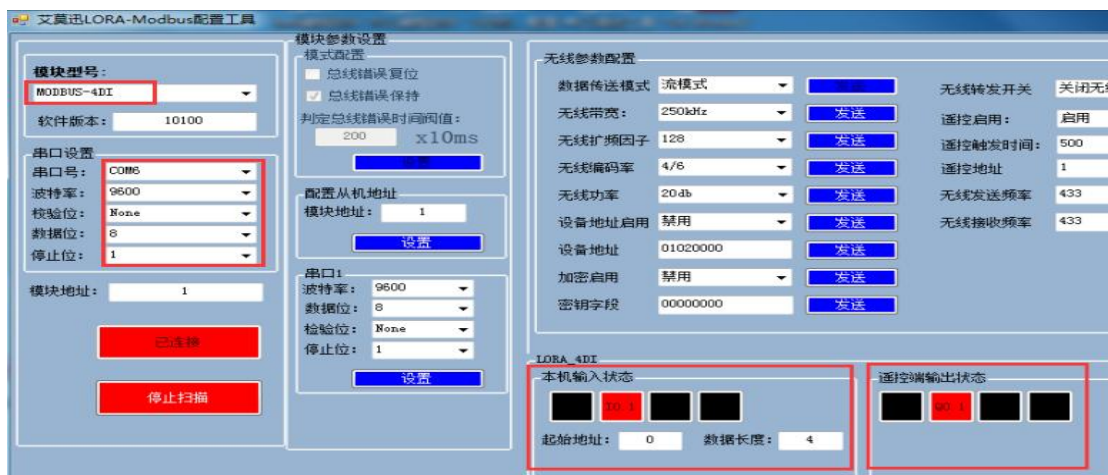 艾莫迅LORA-Modbus配置工具
模块型号：
MODBUS-4DI
软件版本： 10100
串口设置
串口号： COM6
波特率： 9600
校验位： None
数据位： 8
停止位： 1
模块地址： 1
已连接
停止扫描
模块参数设置
模式配置
总线错误复位
总线错误保持
判定总线错误时间阀值：
200 x10ms
设置
配置从机地址
模块地址： 1
设置
串口1
波特率： 9600
数据位： 8
检验位： None
停止位： 1
设置
无线参数配置
数据传送模式 流模式
无线带宽： 250kHz 发送
无线扩频因子 128 发送
无线编码率 4/6 发送
无线功率 20db 发送
设备地址启用 禁用 发送
设备地址 01020000 发送
加密启用 禁用 发送
密钥字段 00000000 发送
无线转发开关 关闭无
遥控启用： 启用
遥控触发时间： 500
遥控地址 1
无线发送频率 433
无线接收频率 433
LORA_4DI
本机输入状态
I0.1
起始地址： 0 数据长度： 4
遥控端输出状态
Q0.1